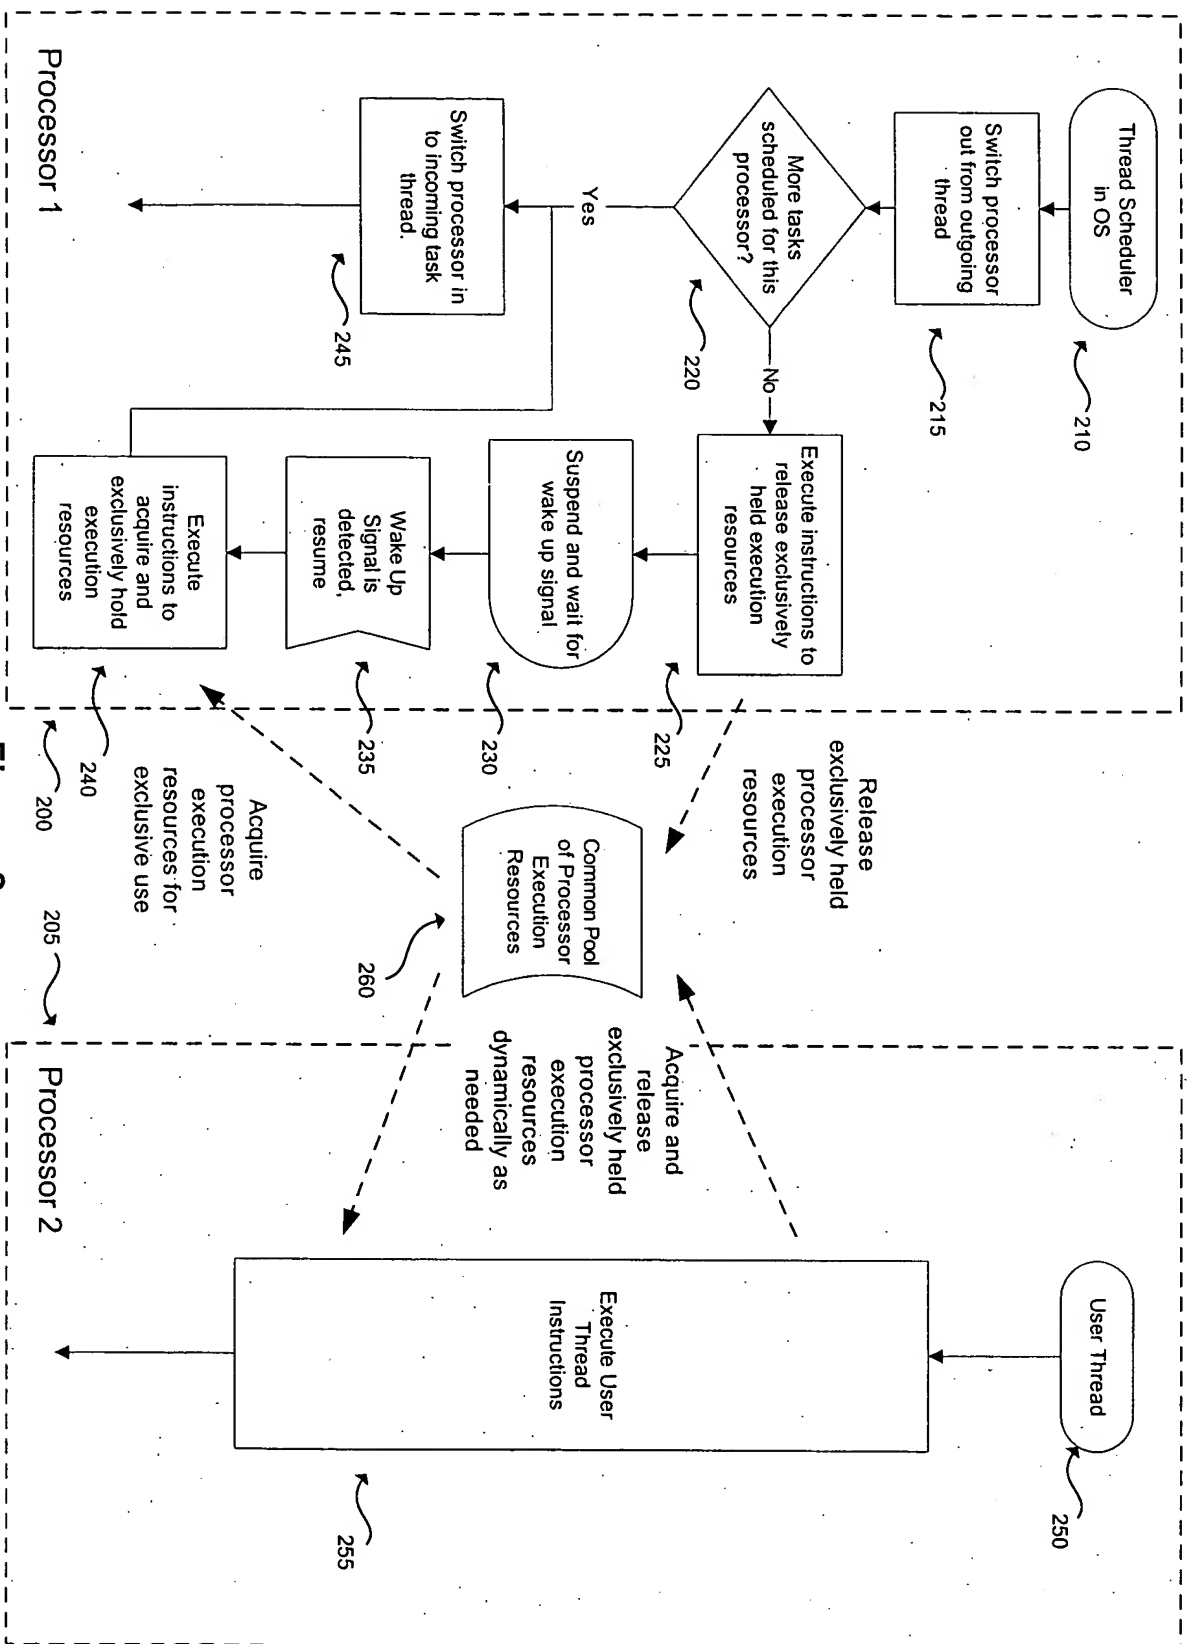 Thread Scheduler
in OS
210
Switch processor
out from outgoing
thread
215
More tasks
scheduled for this
processor?
220
No
Yes
Execute instructions to
release exclusively
held execution
resources
225
Suspend and wait for
wake up signal
230
Wake Up
Signal is
detected,
resume
235
Execute
instructions to
acquire and
exclusively hold
execution
resources
240
Switch processor in
to incoming task
thread.
245
Processor 1
200
Release
exclusively held
processor
execution
resources
Common Pool
of Processor
Execution
Resources
260
Acquire
processor
execution
resources for
exclusive use
Acquire and
release
exclusively held
processor
execution
resources
dynamically as
needed
User Thread
250
Execute User
Thread
Instructions
255
Processor 2
205